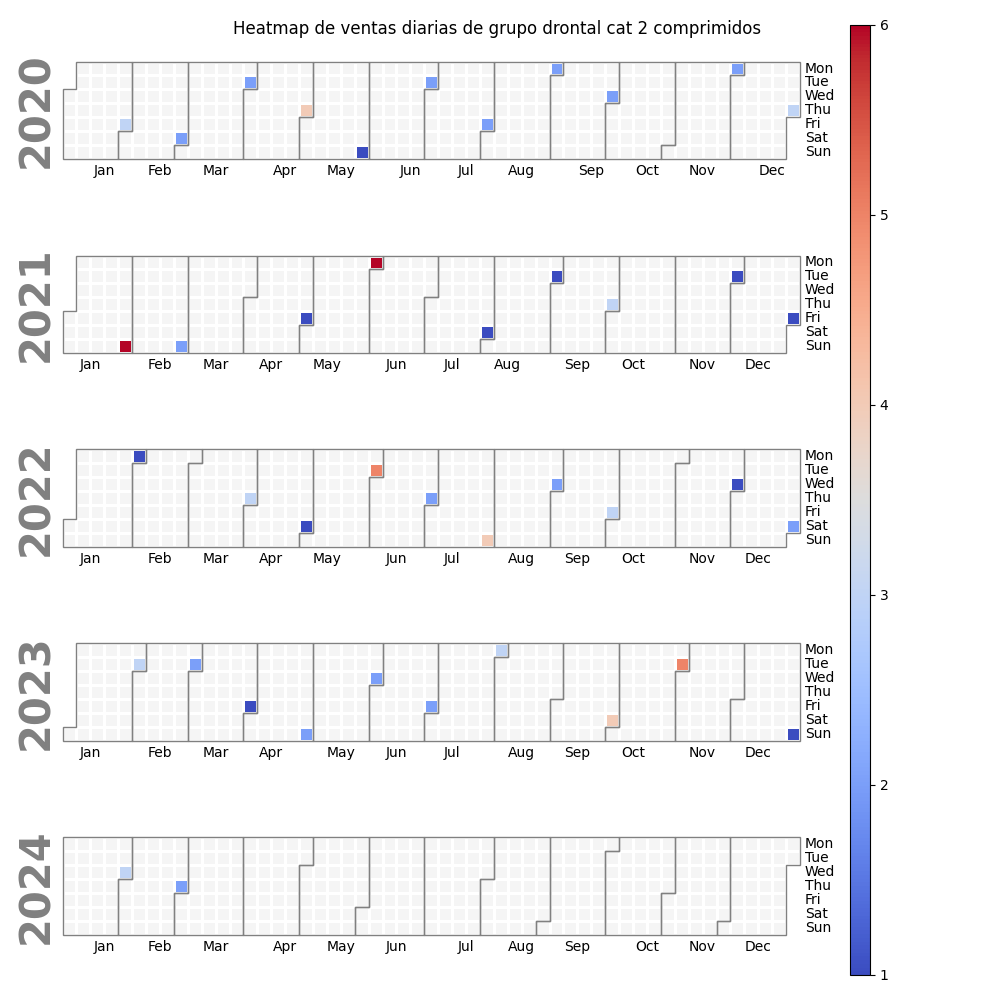 Heatmap de ventas diarias de grupo drontal cat 2 comprimidos
6
5
4
3
2
1
2020
Mon
Tue
Wed
Thu
Fri
Sat
Sun
Jan Feb Mar Apr May Jun Jul Aug Sep Oct Nov Dec
2021
Mon
Tue
Wed
Thu
Fri
Sat
Sun
Jan Feb Mar Apr May Jun Jul Aug Sep Oct Nov Dec
2022
Mon
Tue
Wed
Thu
Fri
Sat
Sun
Jan Feb Mar Apr May Jun Jul Aug Sep Oct Nov Dec
2023
Mon
Tue
Wed
Thu
Fri
Sat
Sun
Jan Feb Mar Apr May Jun Jul Aug Sep Oct Nov Dec
2024
Mon
Tue
Wed
Thu
Fri
Sat
Sun
Jan Feb Mar Apr May Jun Jul Aug Sep Oct Nov Dec